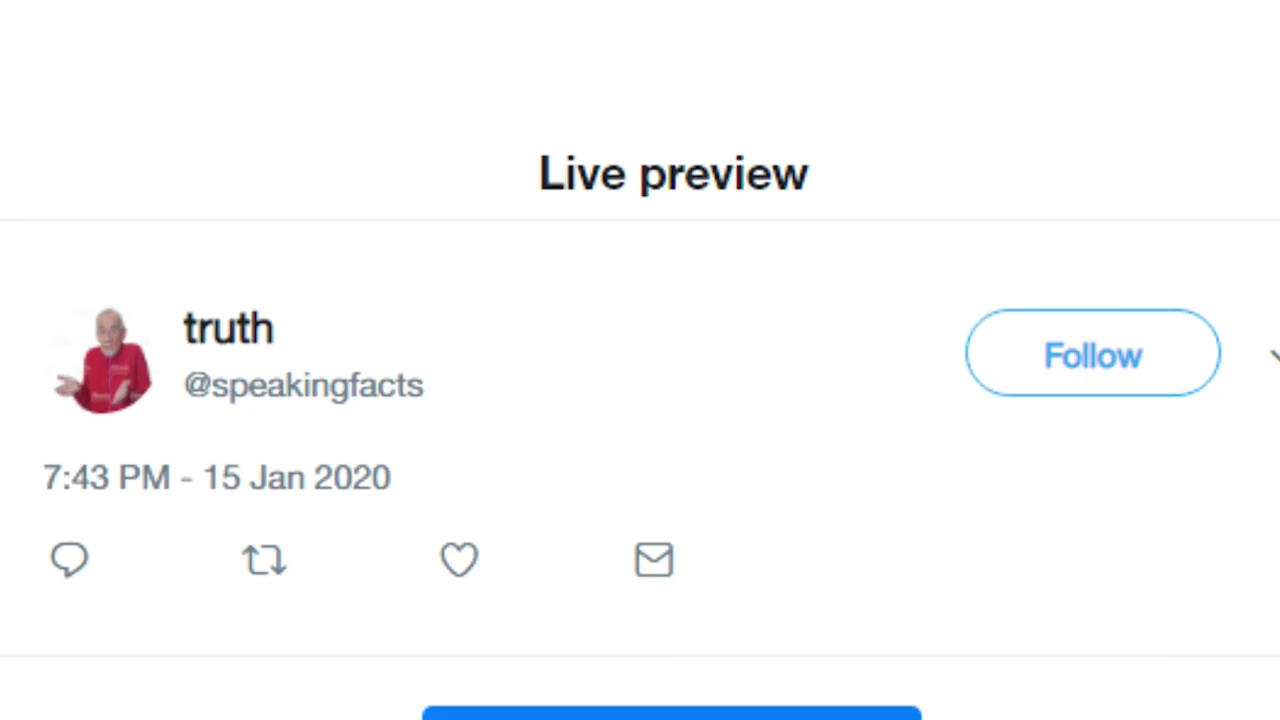 Live preview
truth
@speakingfacts
Follow
7:43 PM - 15 Jan 2020